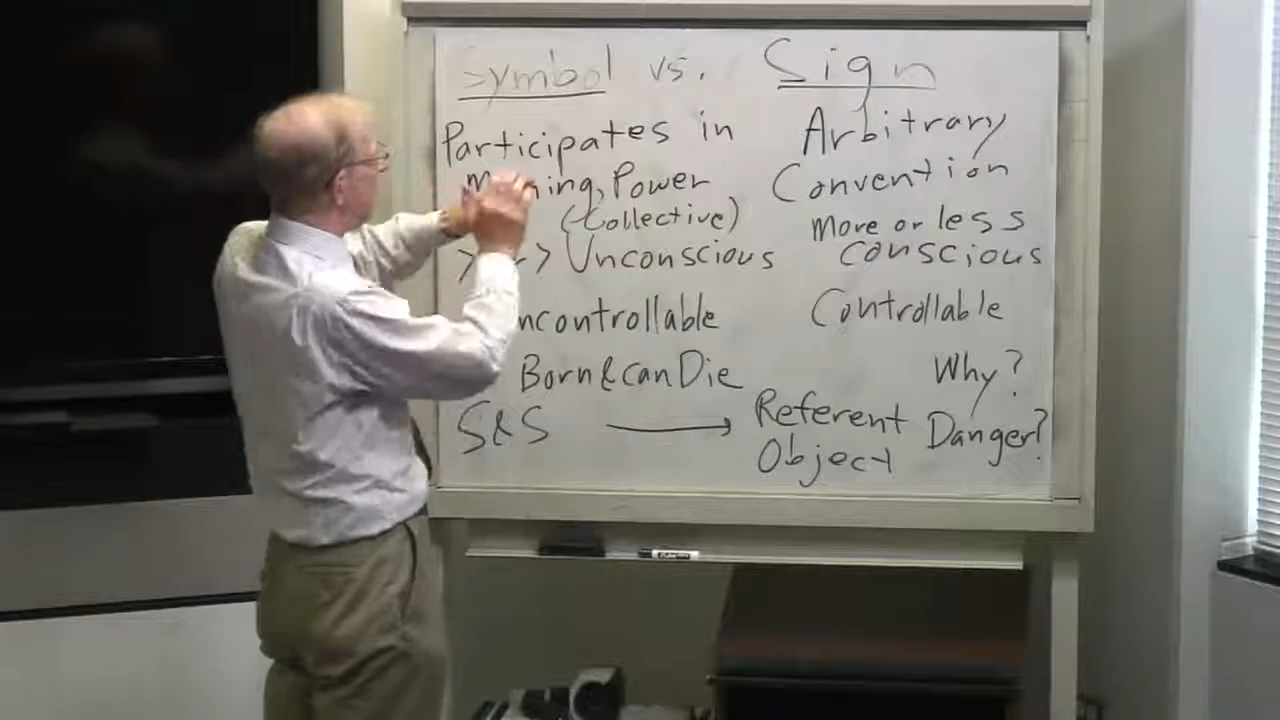 Symbol vs. Sign
Participates in Arbitrary
Power Convention
(Collective) More or less
Unconscious conscious
Controllable
Born & can Die Why?
S&S → Referent Danger?
Object